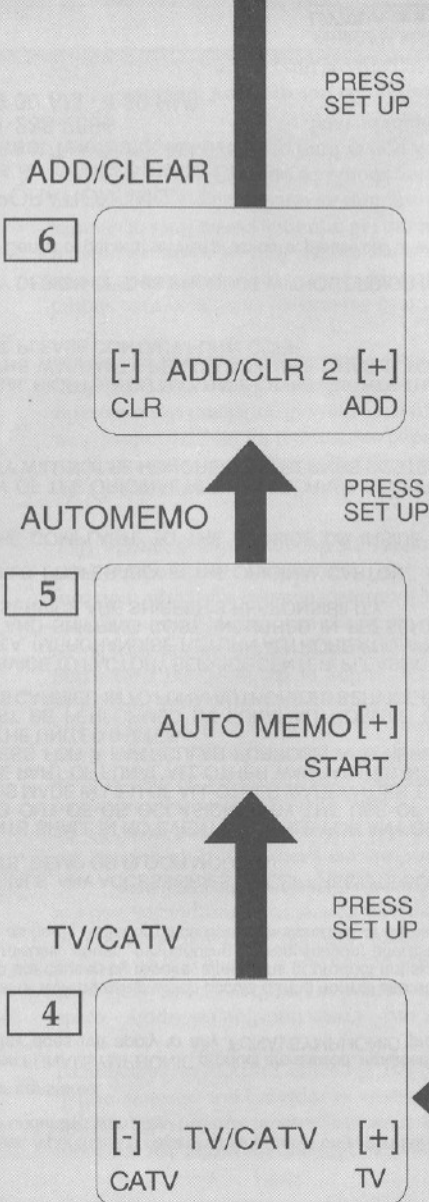 PRESS
SET UP
ADD/CLEAR
6
[-] ADD/CLR 2 [+]
CLR ADD
PRESS
SET UP
AUTOMEMO
5
AUTO MEMO [+]
START
PRESS
SET UP
TV/CATV
4
[-] TV/CATV [+]
CATV TV